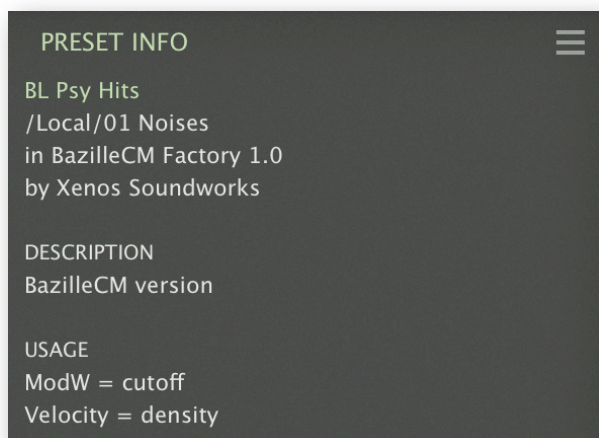 PRESET INFO
BL Psy Hits
/Local/01 Noises
in BazilleCM Factory 1.0
by Xenos Soundworks
DESCRIPTION
BazilleCM version
USAGE
ModW = cutoff
Velocity = density